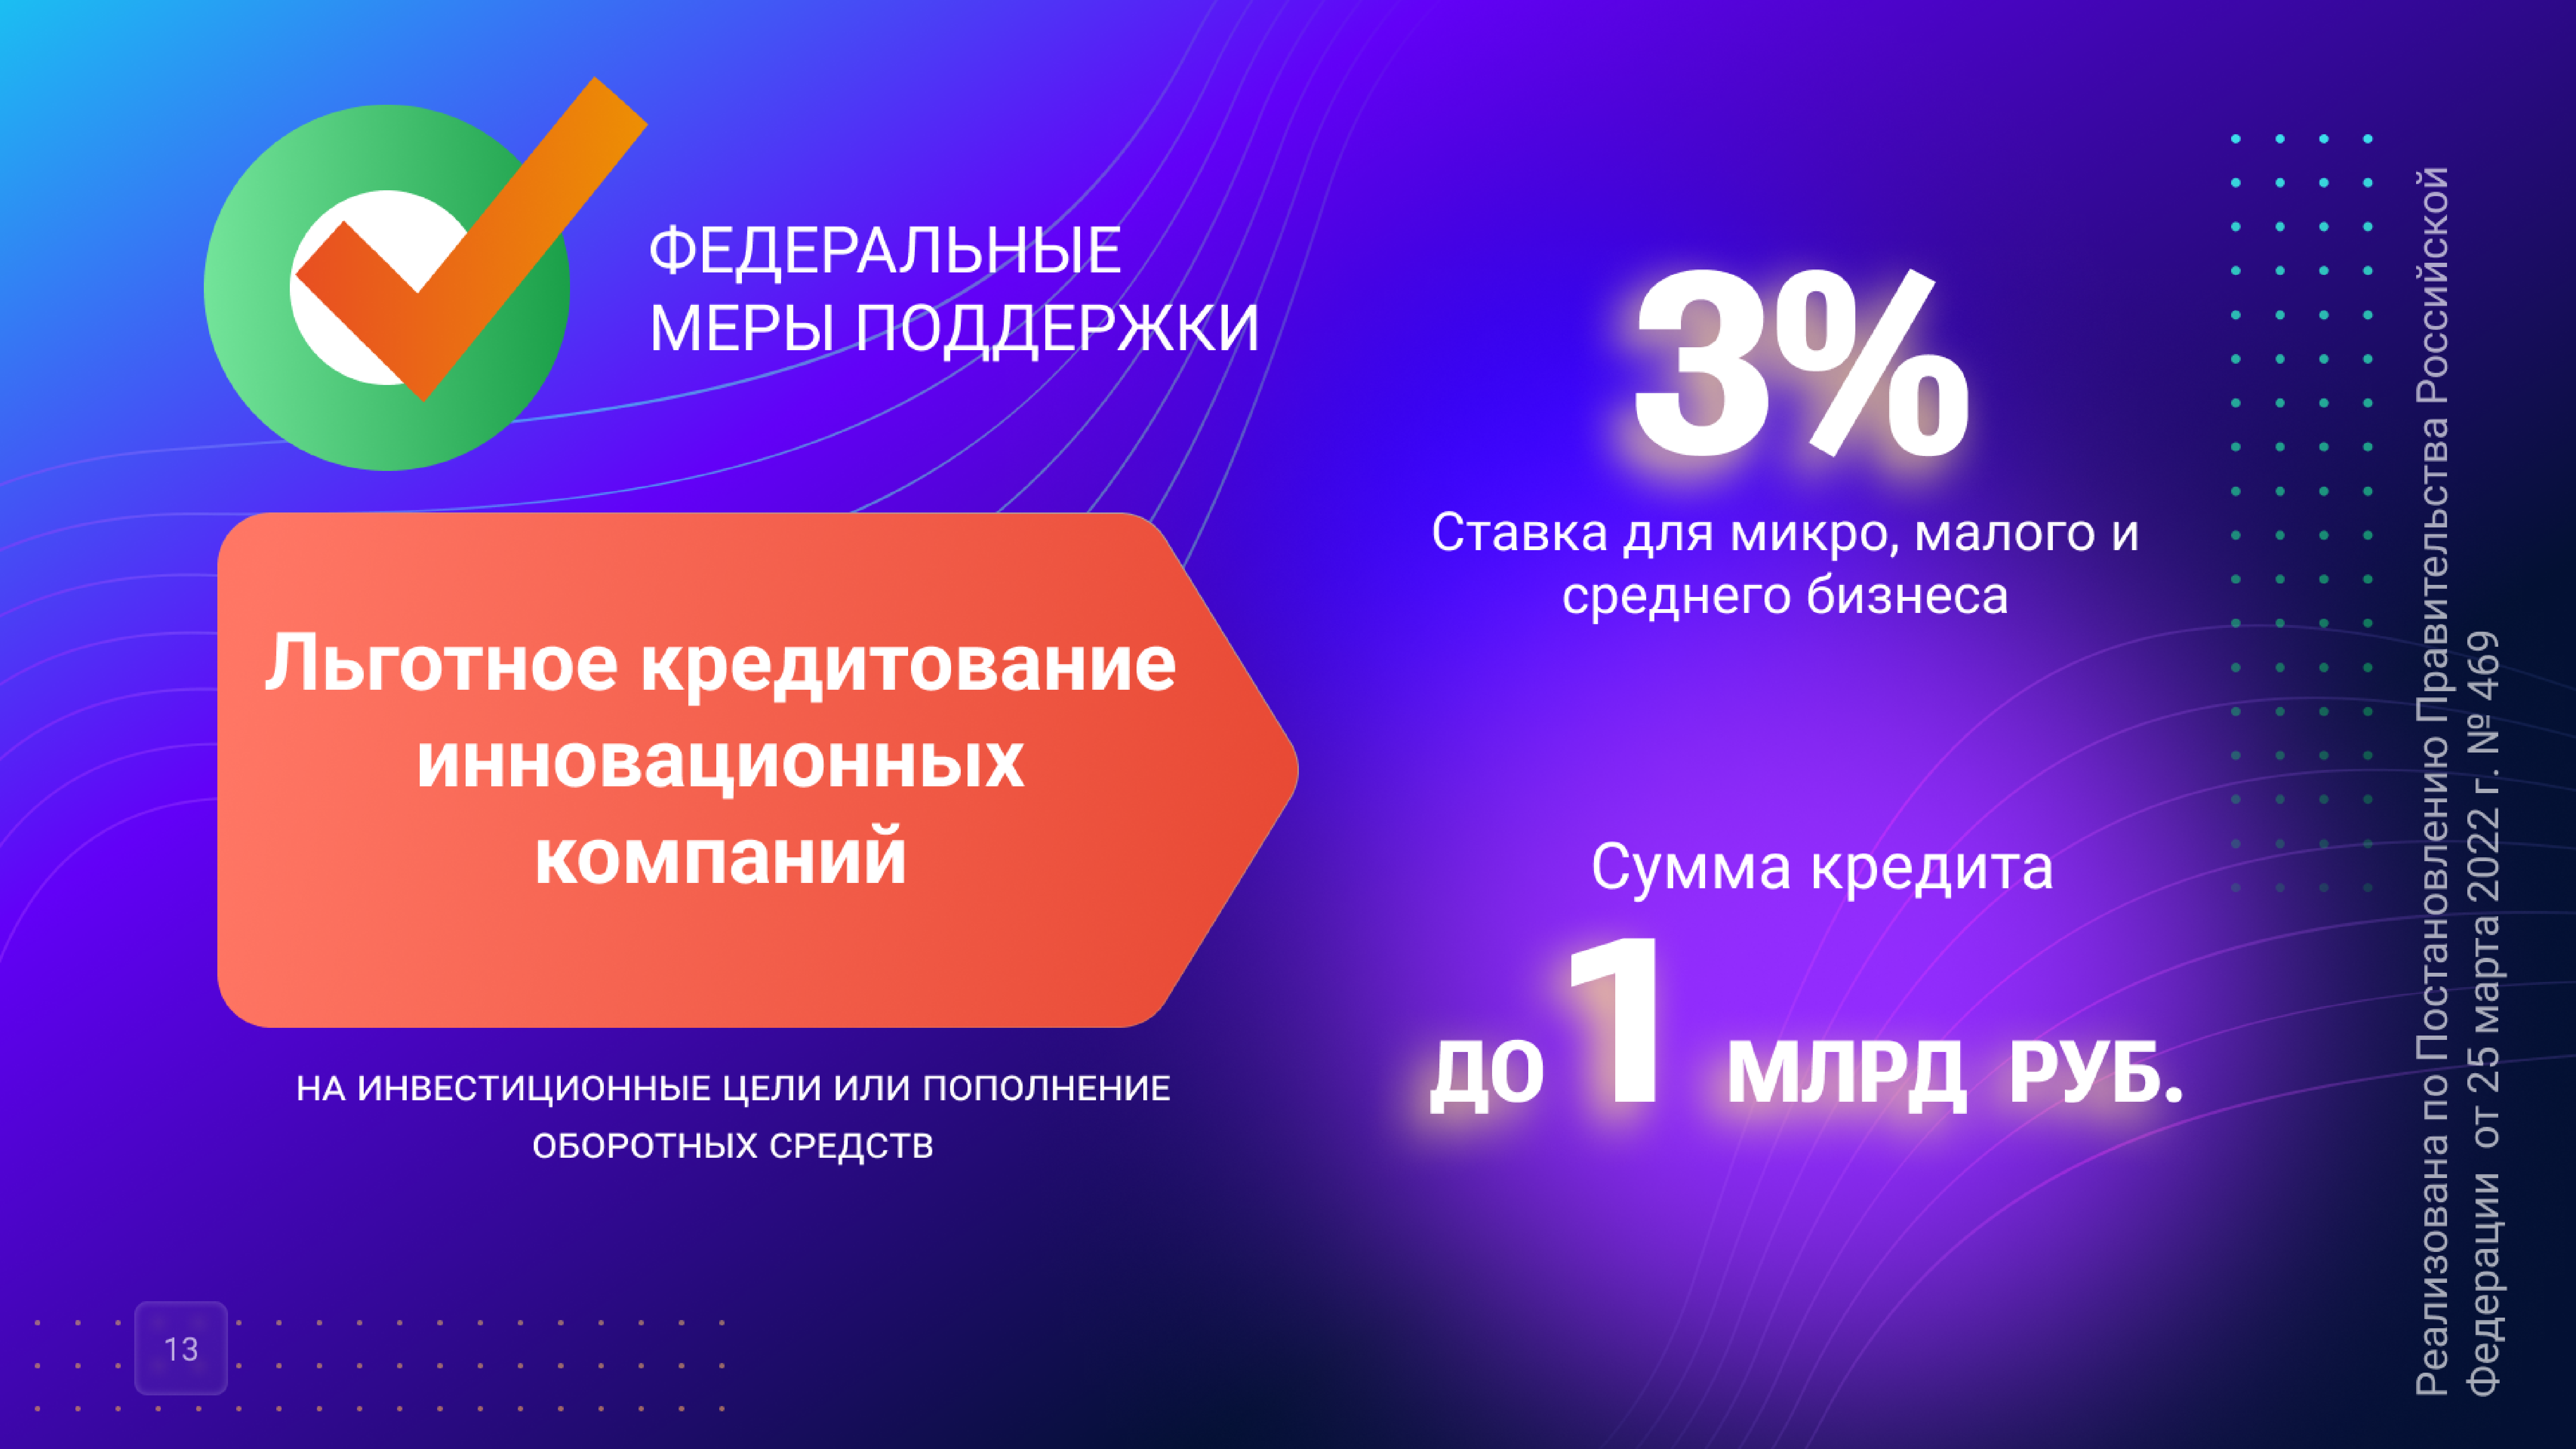 ФЕДЕРАЛЬНЫЕ
МЕРЫ ПОДДЕРЖКИ
Льготное кредитование
инновационных
компаний
НА ИНВЕСТИЦИОННЫЕ ЦЕЛИ ИЛИ ПОПОЛНЕНИЕ
ОБОРОТНЫХ СРЕДСТВ
3%
Ставка для микро, малого и
среднего бизнеса
Сумма кредита
ДО 1 МЛРД РУБ.
Реализована по Постановлению Правительства Российской
Федерации от 25 марта 2022 г. № 469
13